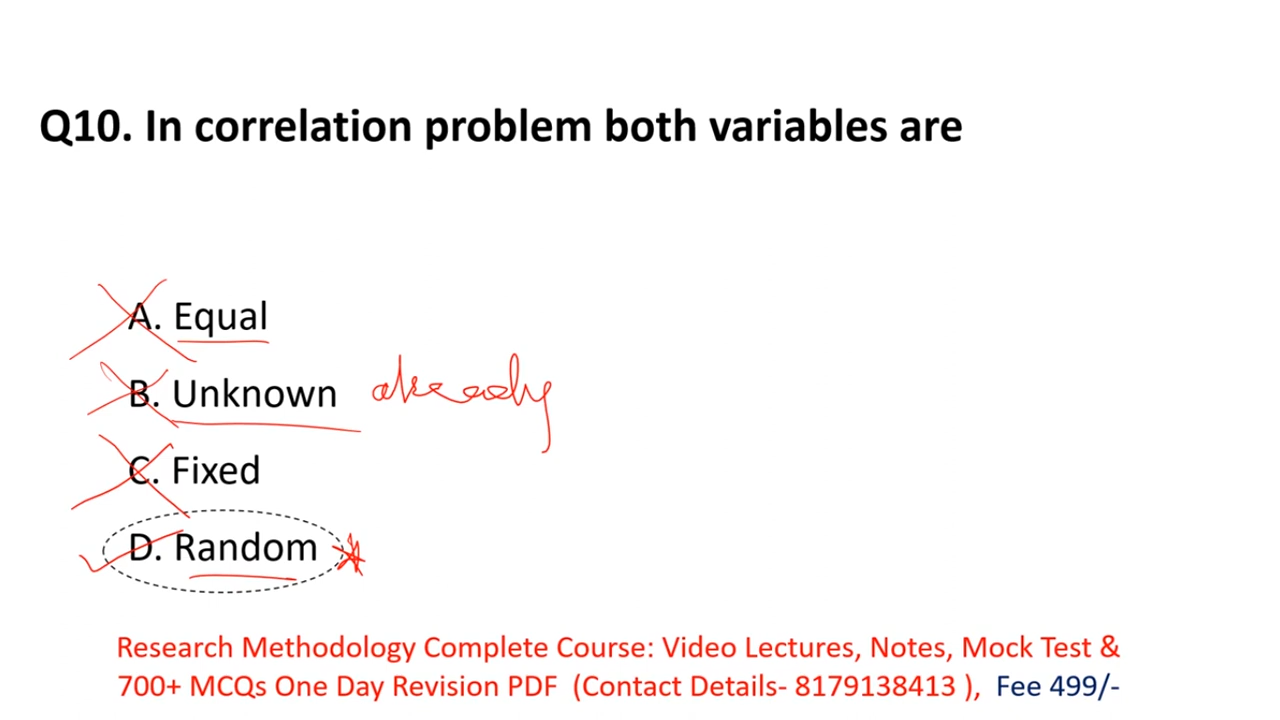 Q10. In correlation problem both variables are
A. Equal
B. Unknown already
C. Fixed
D. Random
Research Methodology Complete Course: Video Lectures, Notes, Mock Test &
700+ MCQs One Day Revision PDF (Contact Details- 8179138413 ), Fee 499/-